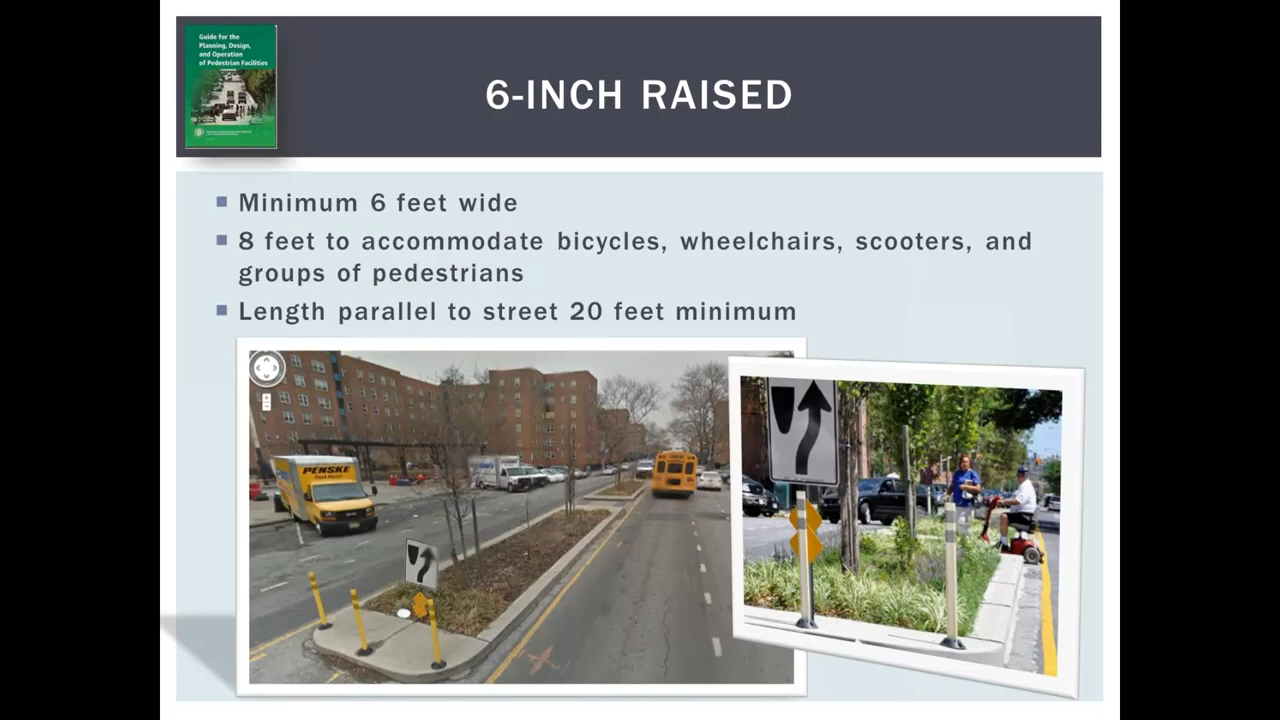 Guide for the
Planning, Design,
and Operation
of Pedestrian Facilities
6-INCH RAISED
Minimum 6 feet wide
8 feet to accommodate bicycles, wheelchairs, scooters, and
groups of pedestrians
Length parallel to street 20 feet minimum
PENSKE